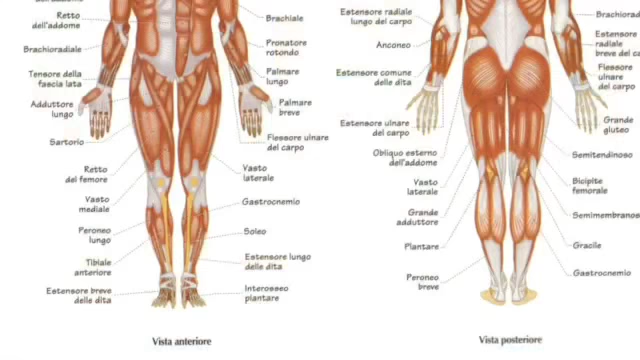 Retto
dell'addome
Brachioradiale
Tensore della
fascia lata
Adduttore
lungo
Sartorio
Retto
del femore
Vasto
mediale
Peroneo
lungo
Tibiale
anteriore
Estensore breve
delle dita
Brachiale
Pronatore
rotondo
Palmare
lungo
Palmare
breve
Flessore ulnare
del carpo
Vasto
laterale
Gastrocnemio
Soleo
Estensore lungo
delle dita
Interosseo
plantare
Vista anteriore
Estensore radiale
lungo del carpo
Anconeo
Estensore comune
delle dita
Estensore ulnare
del carpo
Obliquo esterno
dell'addome
Vasto
laterale
Grande
adduttore
Plantare
Peroneo
breve
Brachiorad
Estensore
radiale
breve del ca
Flessore
ulnare
del carpo
Grande
gluteo
Semitendinoso
Bicipite
femorale
Semimembranos
Gracile
Gastrocnemio
Vista posteriore